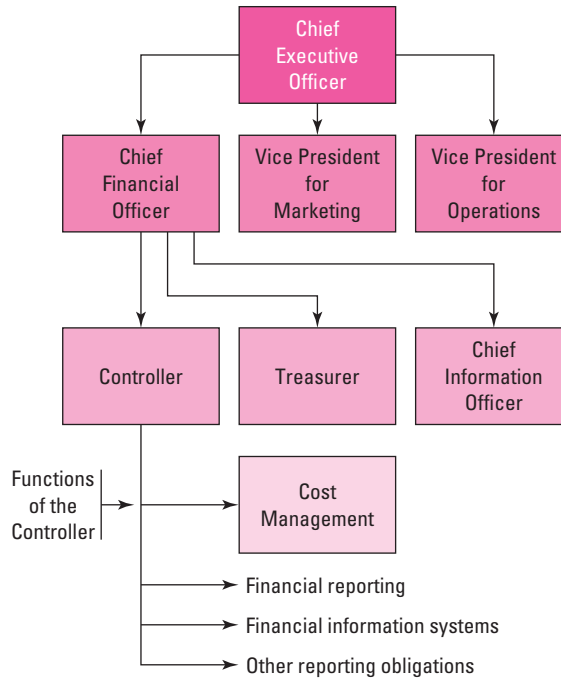 Chief
Executive
Officer
Chief
Financial
Officer
Vice President
for
Marketing
Vice President
for
Operations
Controller
Treasurer
Chief
Information
Officer
Functions
of the
Controller
Cost
Management
Financial reporting
Financial information systems
Other reporting obligations